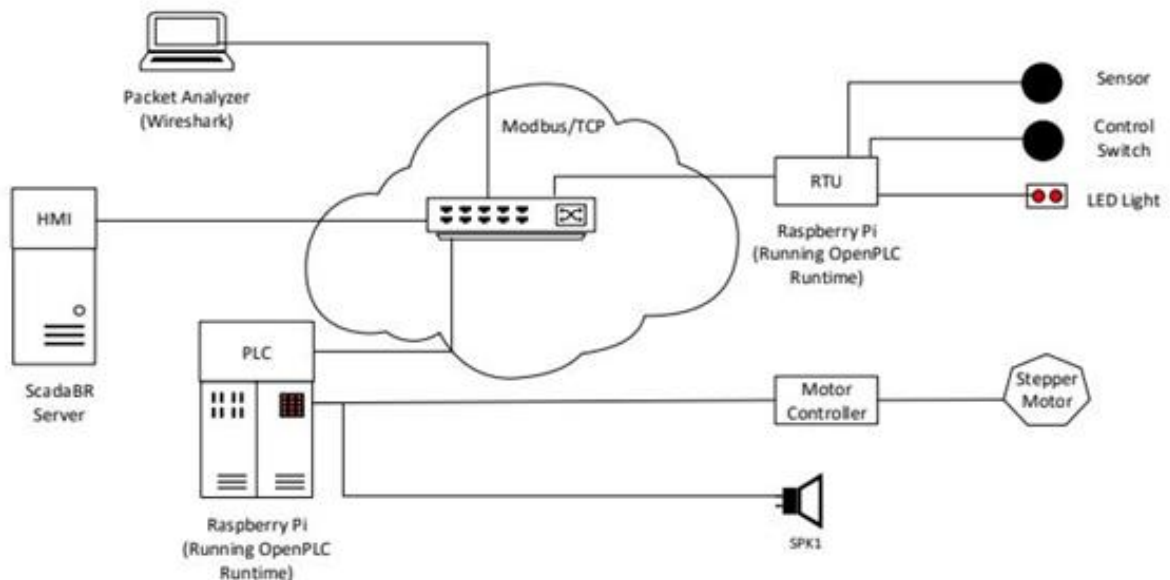 Packet Analyzer
(Wireshark)
Modbus/TCP
Sensor
Control
Switch
LED Light
RTU
Raspberry Pi
(Running OpenPLC
Runtime)
HMI
ScadaBR
Server
PLC
Raspberry Pi
(Running OpenPLC
Runtime)
Motor
Controller
Stepper
Motor
SPK1